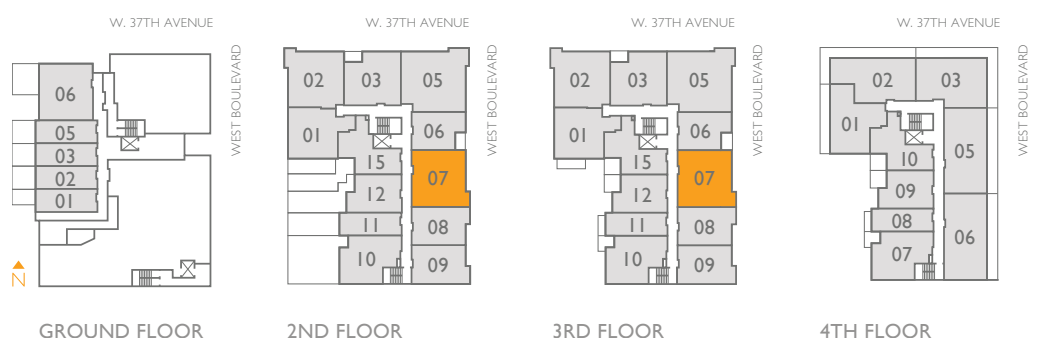 W. 37TH AVENUE
WEST BOULEVARD
06
05
03
02
01
N
GROUND FLOOR
W. 37TH AVENUE
WEST BOULEVARD
02
03
05
01
06
15
07
12
11
08
10
09
2ND FLOOR
W. 37TH AVENUE
WEST BOULEVARD
02
03
05
01
06
15
07
12
11
08
10
09
3RD FLOOR
W. 37TH AVENUE
WEST BOULEVARD
02
03
01
05
10
09
08
06
07
4TH FLOOR